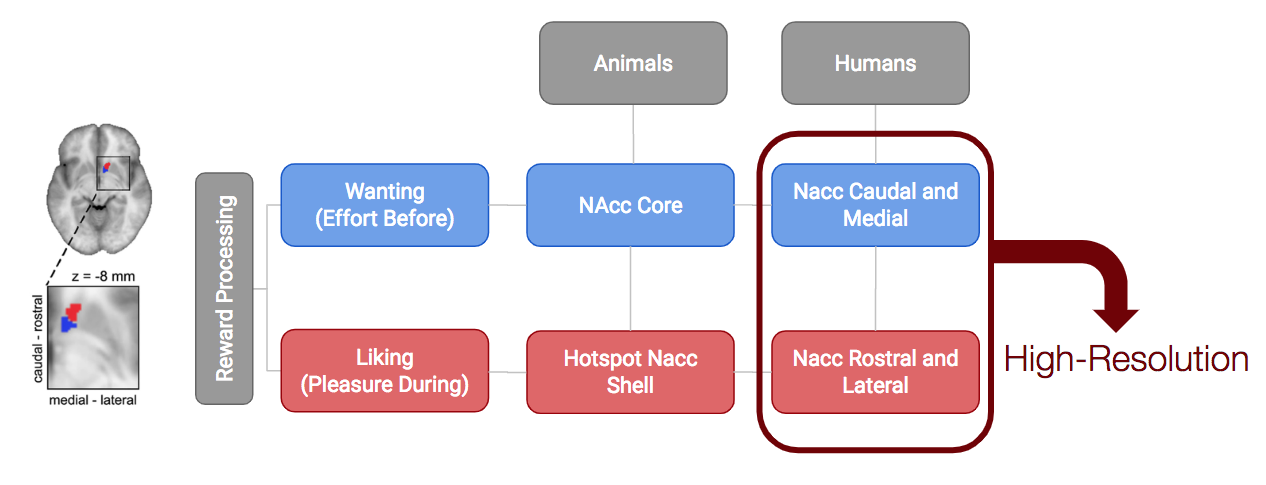 Animals
Humans
Reward Processing
Wanting
(Effort Before)
NAcc Core
Nacc Caudal and
Medial
Liking
(Pleasure During)
Hotspot Nacc
Shell
Nacc Rostral and
Lateral
High-Resolution
z = -8 mm
caudal - rostral
medial - lateral